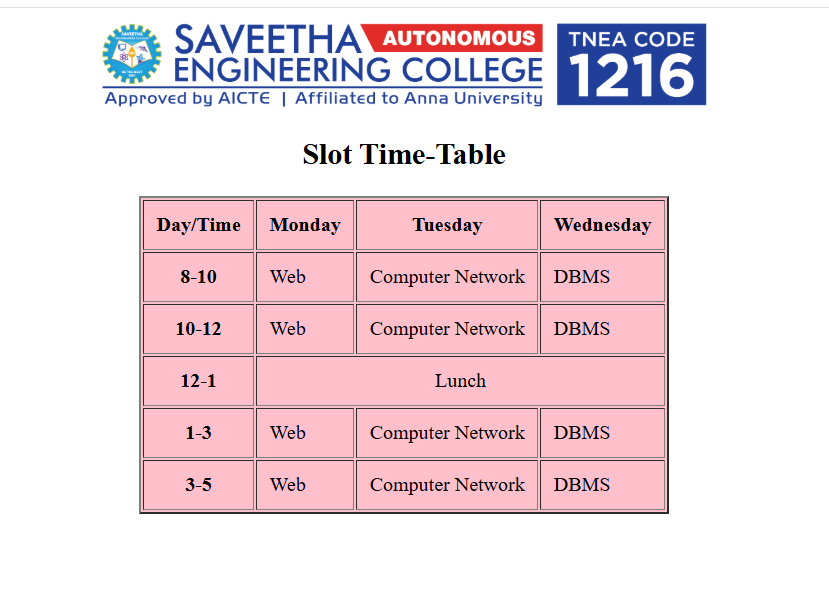 SAVEETHA AUTONOMOUS
ENGINEERING COLLEGE
Approved by AICTE | Affiliated to Anna University
TNEA CODE
1216
Slot Time-Table
Day/Time Monday Tuesday Wednesday
8-10 Web Computer Network DBMS
10-12 Web Computer Network DBMS
12-1 Lunch
1-3 Web Computer Network DBMS
3-5 Web Computer Network DBMS